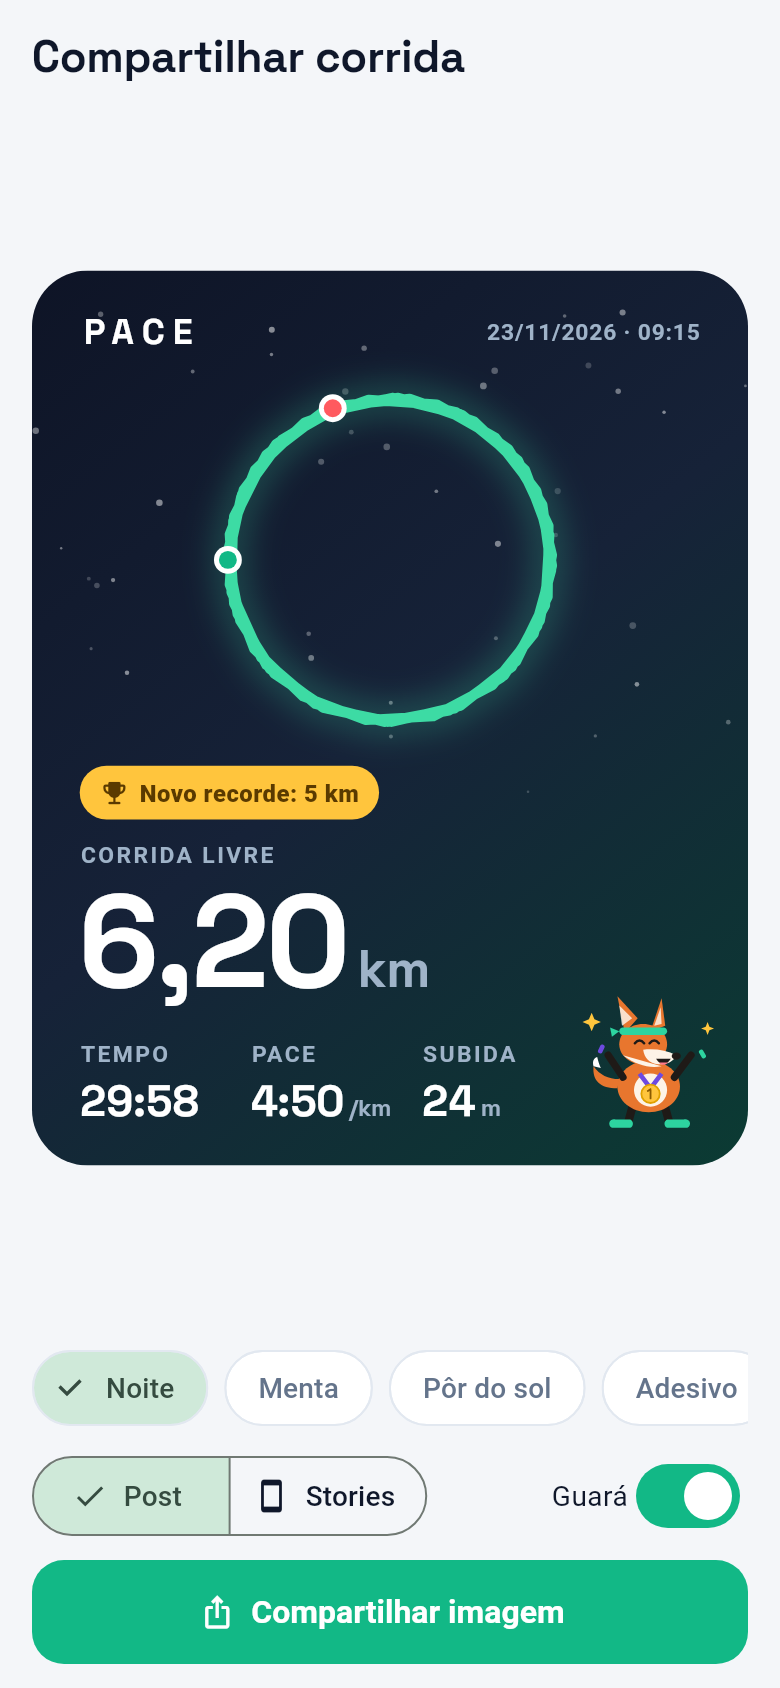 Compartilhar corrida
PACE
23/11/2026 · 09:15
Novo recorde: 5 km
CORRIDA LIVRE
6,20 km
TEMPO PACE SUBIDA
29:58 4:50 /km 24 m
1
Noite Menta Pôr do sol Adesivo
Post Stories Guará
Compartilhar imagem